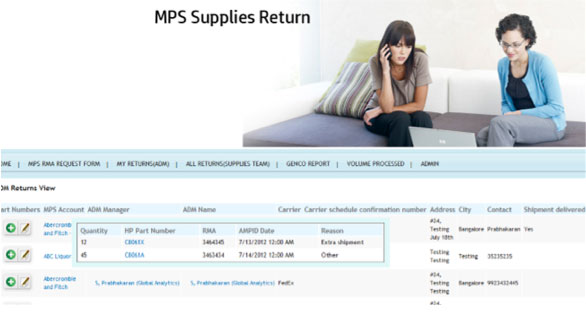 MPS Supplies Return
OME | MPS RMA REQUEST FORM | MY RETURNS(ADM) | ALL RETURNS(SUPPLIES TEAM) | GENCO REPORT | VOLUME PROCESSED | ADMIN
DM Returns View
art Numbers MPS Account ADM Manager ADM Name Carrier Carrier schedule confirmation number Address City Contact Shipment delivered
Abercromb
and Fitch
#34,
Testing
July 18th
Bangalore Prabhakaran Yes
Quantity HP Part Number RMA AMPID Date Reason
12 C8061X 3464345 7/13/2012 12:00 AM Extra shipment
45 C8061A 3463434 7/14/2012 12:00 AM Other
ABC Liquor
Testing
Testing
Testing 35235235
Abercrombie
and Fitch
S, Prabhakaran (Global Analytics) S, Prabhakaran (Global Analytics) FedEx
#34,
Testing
Testing
Bangalore 9923432445
#34,